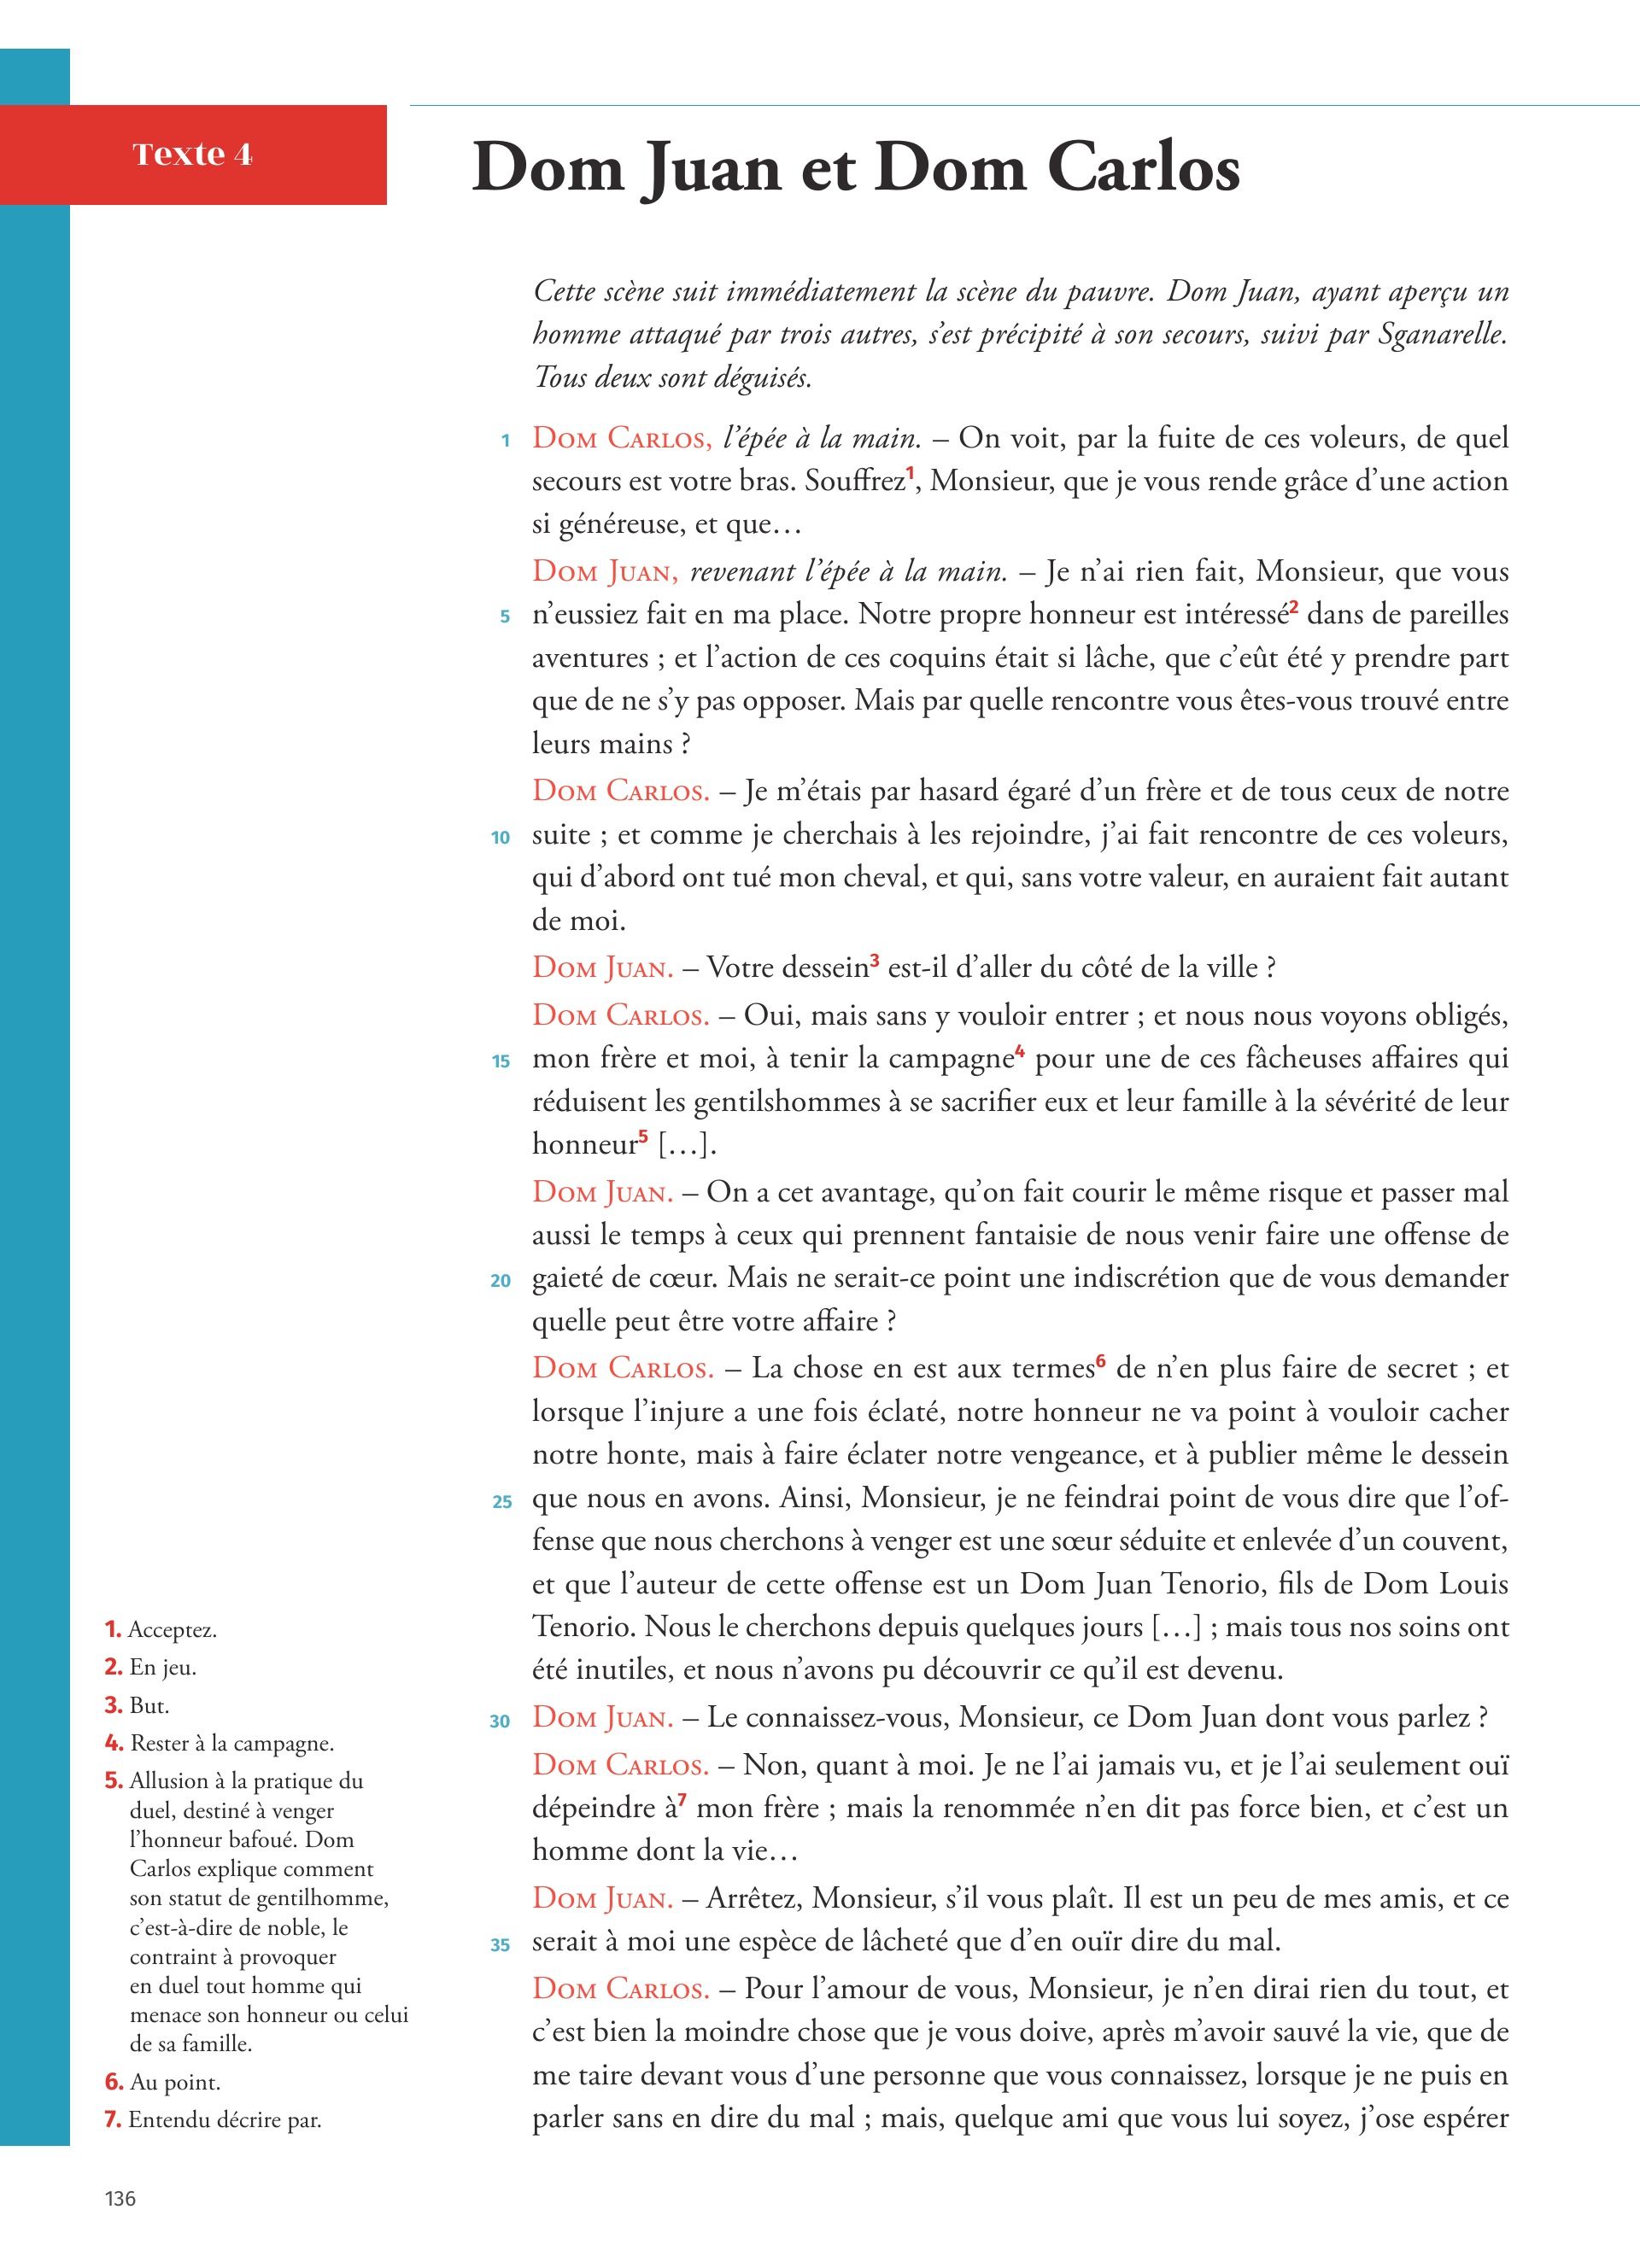 Texte 4
Dom Juan et Dom Carlos
Cette scène suit immédiatement la scène du pauvre. Dom Juan, ayant aperçu un
homme attaqué par trois autres, s'est précipité à son secours, suivi par Sganarelle.
Tous deux sont déguisés.
1 Dom Carlos, l'épée à la main. – On voit, par la fuite de ces voleurs, de quel
secours est votre bras. Souffrez1, Monsieur, que je vous rende grâce d'une action
si généreuse, et que…
Dom Juan, revenant l'épée à la main. – Je n'ai rien fait, Monsieur, que vous
5 n'eussiez fait en ma place. Notre propre honneur est intéressé2 dans de pareilles
aventures ; et l'action de ces coquins était si lâche, que c'eût été y prendre part
que de ne s'y pas opposer. Mais par quelle rencontre vous êtes-vous trouvé entre
leurs mains ?
Dom Carlos. – Je m'étais par hasard égaré d'un frère et de tous ceux de notre
10 suite ; et comme je cherchais à les rejoindre, j'ai fait rencontre de ces voleurs,
qui d'abord ont tué mon cheval, et qui, sans votre valeur, en auraient fait autant
de moi.
Dom Juan. – Votre dessein3 est-il d'aller du côté de la ville ?
Dom Carlos. – Oui, mais sans y vouloir entrer ; et nous nous voyons obligés,
15 mon frère et moi, à tenir la campagne4 pour une de ces fâcheuses affaires qui
réduisent les gentilshommes à se sacrifier eux et leur famille à la sévérité de leur
honneur5 […].
Dom Juan. – On a cet avantage, qu'on fait courir le même risque et passer mal
aussi le temps à ceux qui prennent fantaisie de nous venir faire une offense de
20 gaieté de cœur. Mais ne serait-ce point une indiscrétion que de vous demander
quelle peut être votre affaire ?
Dom Carlos. – La chose en est aux termes6 de n'en plus faire de secret ; et
lorsque l'injure a une fois éclaté, notre honneur ne va point à vouloir cacher
notre honte, mais à faire éclater notre vengeance, et à publier même le dessein
25 que nous en avons. Ainsi, Monsieur, je ne feindrai point de vous dire que l'of-
fense que nous cherchons à venger est une sœur séduite et enlevée d'un couvent,
et que l'auteur de cette offense est un Dom Juan Tenorio, fils de Dom Louis
Tenorio. Nous le cherchons depuis quelques jours […] ; mais tous nos soins ont
été inutiles, et nous n'avons pu découvrir ce qu'il est devenu.
30 Dom Juan. – Le connaissez-vous, Monsieur, ce Dom Juan dont vous parlez ?
Dom Carlos. – Non, quant à moi. Je ne l'ai jamais vu, et je l'ai seulement ouï
dépeindre à7 mon frère ; mais la renommée n'en dit pas force bien, et c'est un
homme dont la vie…
Dom Juan. – Arrêtez, Monsieur, s'il vous plaît. Il est un peu de mes amis, et ce
35 serait à moi une espèce de lâcheté que d'en ouïr dire du mal.
Dom Carlos. – Pour l'amour de vous, Monsieur, je n'en dirai rien du tout, et
c'est bien la moindre chose que je vous doive, après m'avoir sauvé la vie, que de
me taire devant vous d'une personne que vous connaissez, lorsque je ne puis en
parler sans en dire du mal ; mais, quelque ami que vous lui soyez, j'ose espérer
1. Acceptez.
2. En jeu.
3. But.
4. Rester à la campagne.
5. Allusion à la pratique du
duel, destiné à venger
l'honneur bafoué. Dom
Carlos explique comment
son statut de gentilhomme,
c'est-à-dire de noble, le
contraint à provoquer
en duel tout homme qui
menace son honneur ou celui
de sa famille.
6. Au point.
7. Entendu décrire par.
136